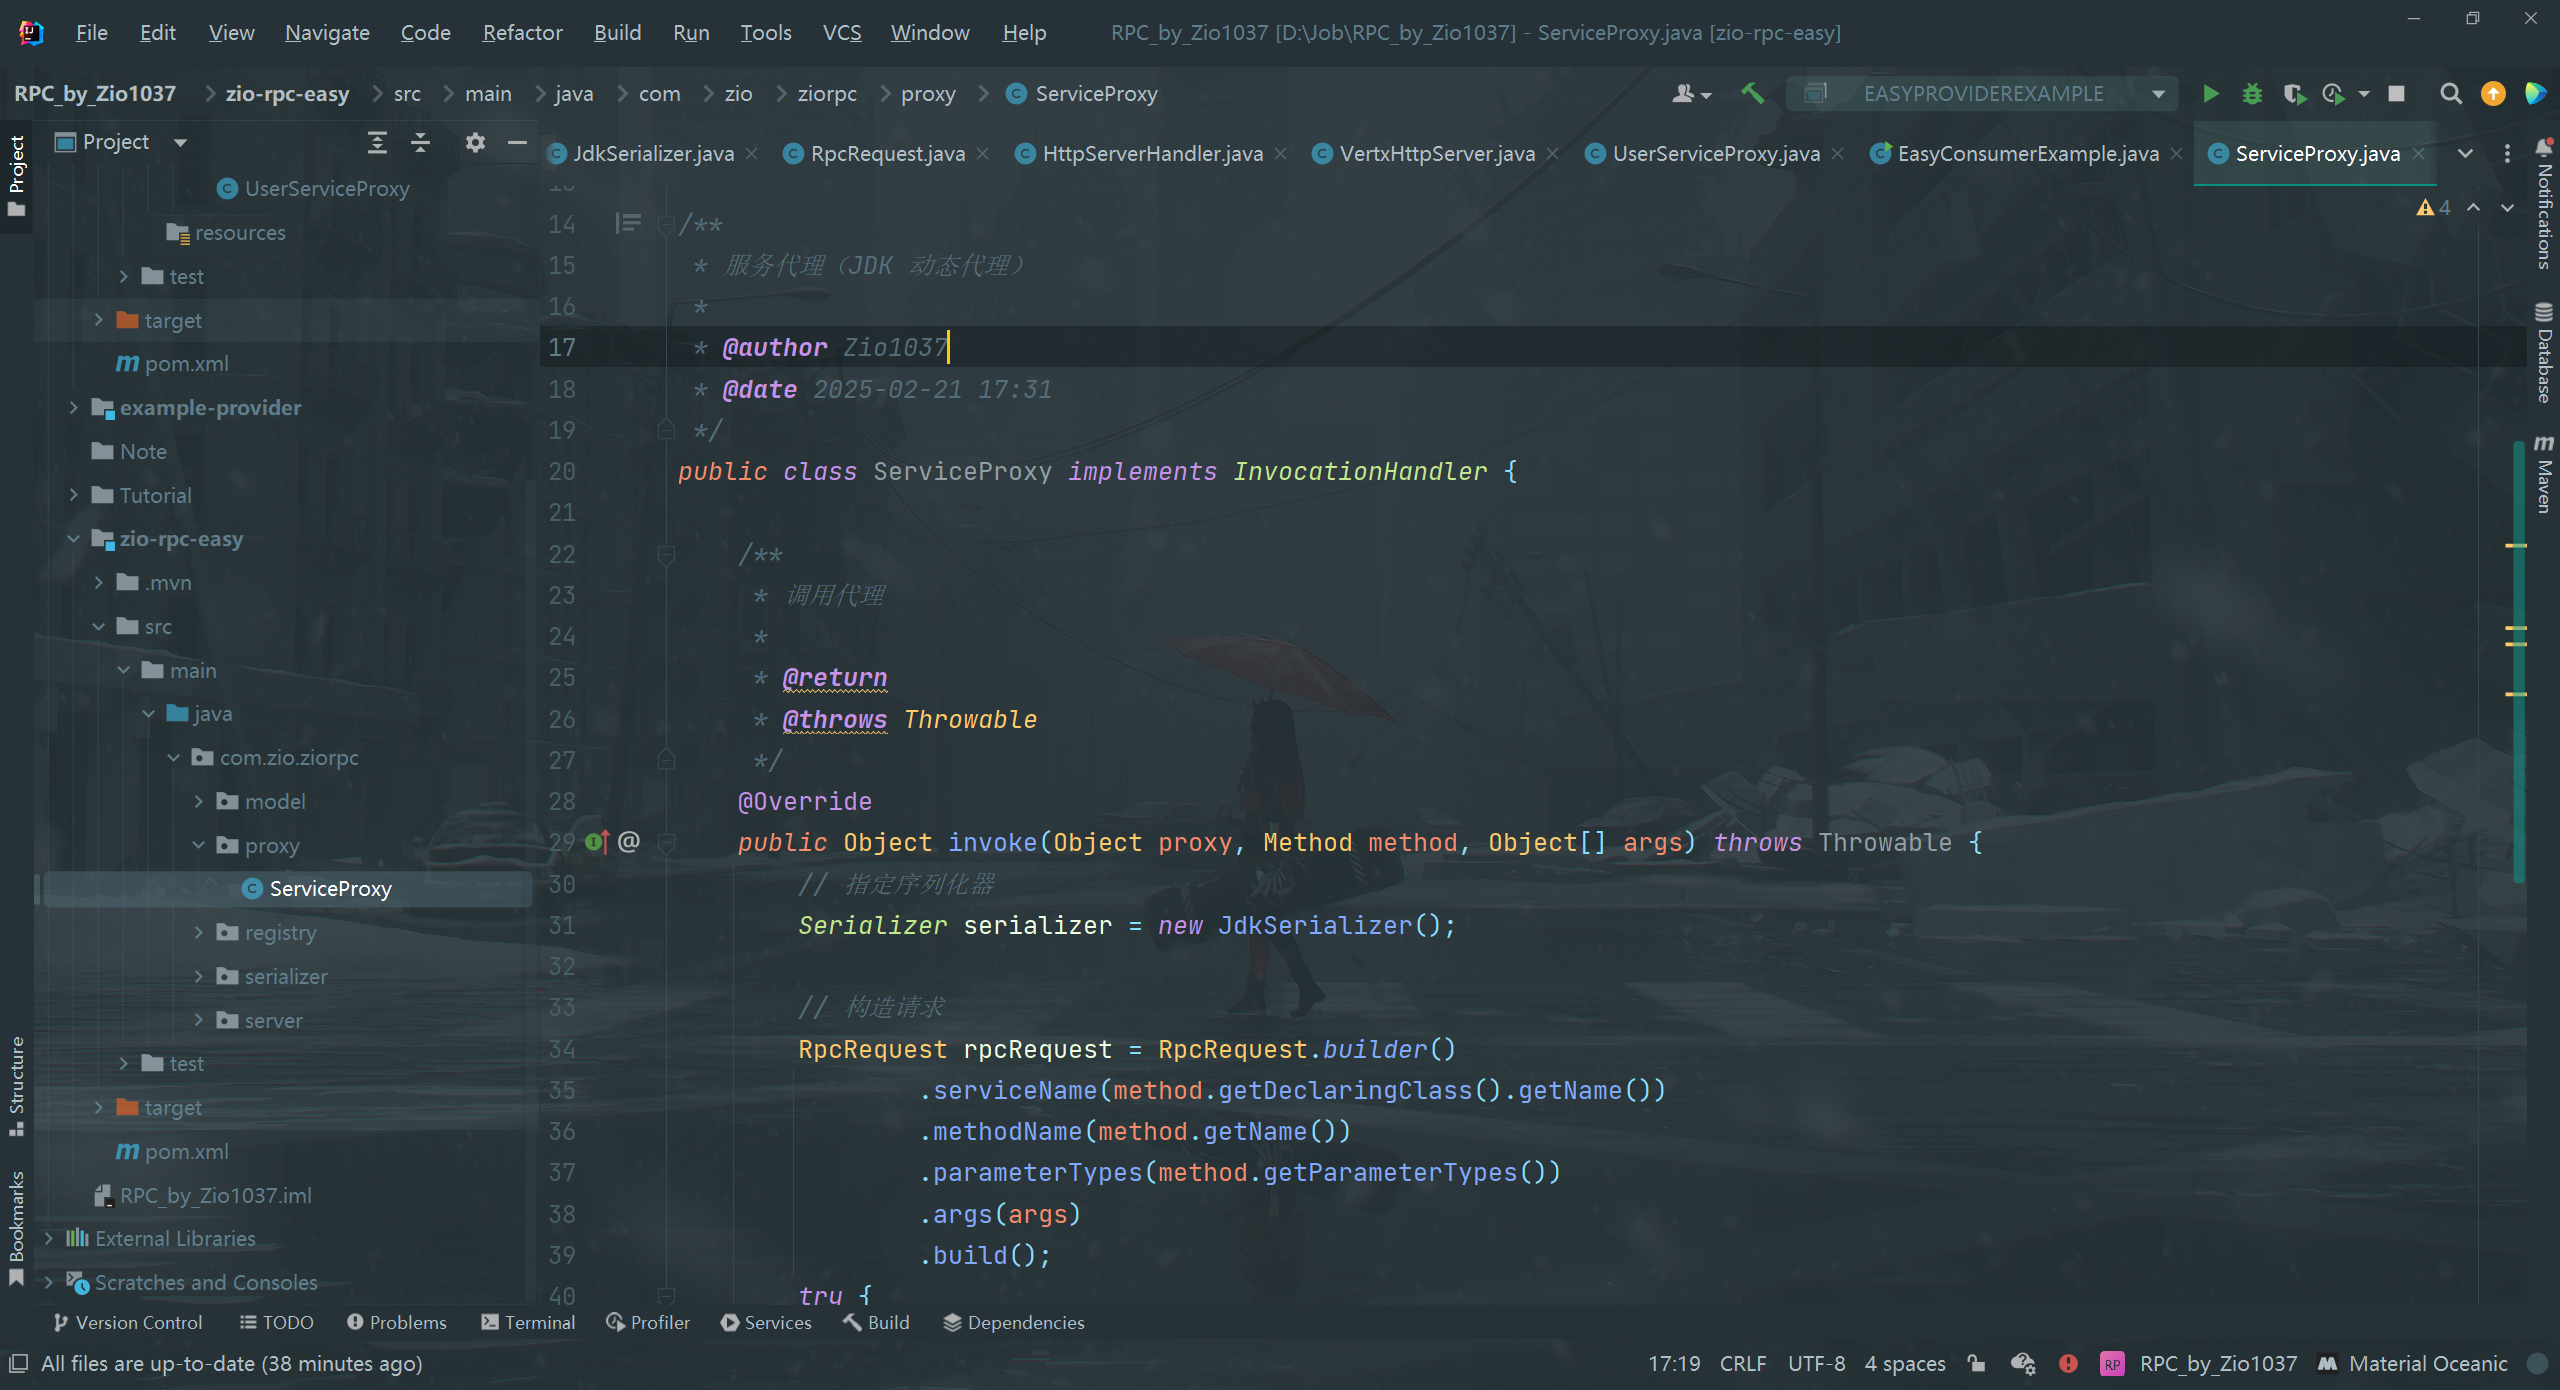 File Edit View Navigate Code Refactor Build Run Tools VCS Window Help RPC_by_Zio1037 [D:\Job\RPC_by_Zio1037] - ServiceProxy.java [zio-rpc-easy]
RPC_by_Zio1037 zio-rpc-easy src main java com zio ziorpc proxy ServiceProxy EASYPROVIDEREXAMPLE
Project
JdkSerializer.java RpcRequest.java HttpServerHandler.java VertxHttpServer.java UserServiceProxy.java EasyConsumerExample.java ServiceProxy.java
Project
Structure
Bookmarks
UserServiceProxy
resources
test
target
pom.xml
example-provider
Note
Tutorial
zio-rpc-easy
.mvn
src
main
java
com.zio.ziorpc
model
proxy
ServiceProxy
registry
serializer
server
test
target
pom.xml
RPC_by_Zio1037.iml
External Libraries
Scratches and Consoles
4
14 /**
15 * 服务代理（JDK 动态代理）
16 *
17 * @author Zio1037
18 * @date 2025-02-21 17:31
19 */
20 public class ServiceProxy implements InvocationHandler {
21
22 /**
23 * 调用代理
24 *
25 * @return
26 * @throws Throwable
27 */
28 @Override
29 public Object invoke(Object proxy, Method method, Object[] args) throws Throwable {
30 // 指定序列化器
31 Serializer serializer = new JdkSerializer();
32
33 // 构造请求
34 RpcRequest rpcRequest = RpcRequest.builder()
35 .serviceName(method.getDeclaringClass().getName())
36 .methodName(method.getName())
37 .parameterTypes(method.getParameterTypes())
38 .args(args)
39 .build();
40 try {
Notifications
Database
Maven
Version Control TODO Problems Terminal Profiler Services Build Dependencies
All files are up-to-date (38 minutes ago) 17:19 CRLF UTF-8 4 spaces RP RPC_by_Zio1037 Material Oceanic